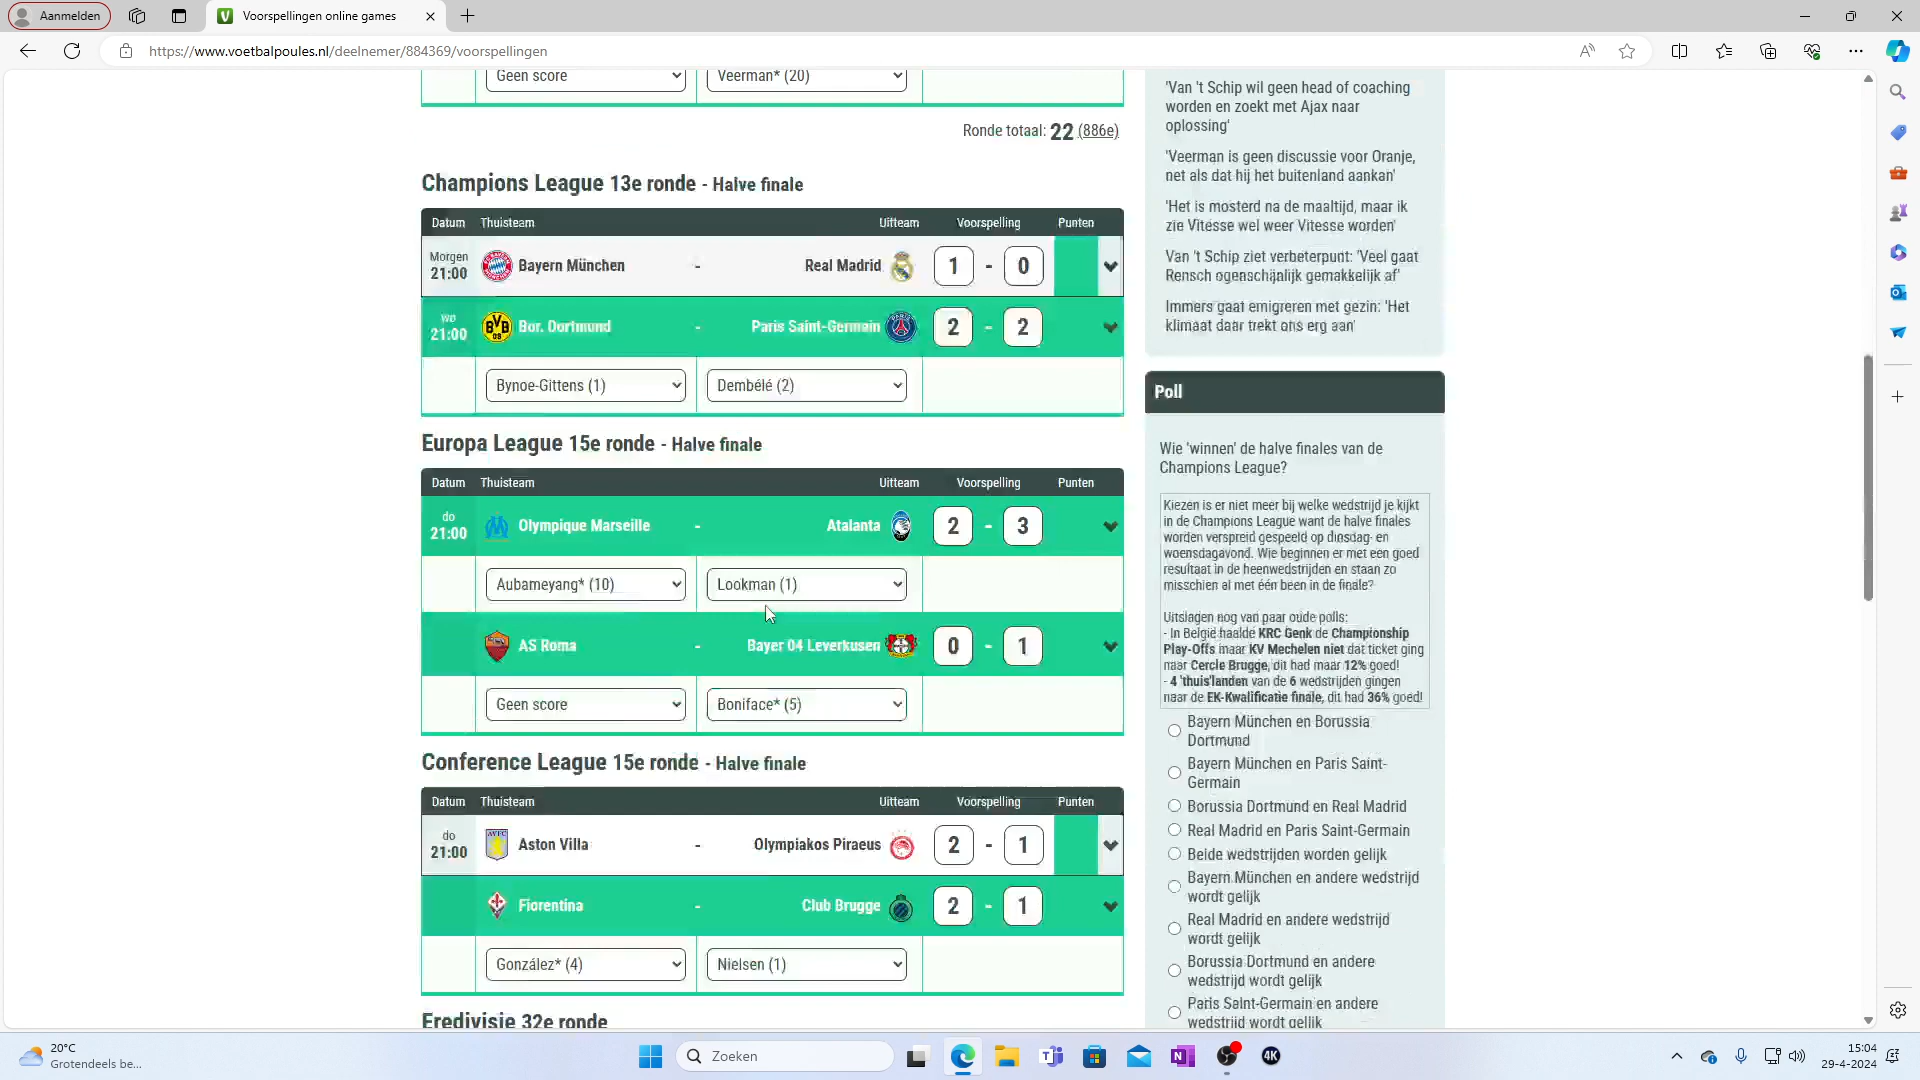 Aanmelden
Voorspellingen online games
https://www.voetbalpoules.nl/deelnemer/884369/voorspellingen
Geen score
Veerman* (20)
Ronde totaal: 22 (886e)
Champions League 13e ronde - Halve finale
Datum Thuisteam Uitteam Voorspelling Punten
Morgen
21:00
Bayern München - Real Madrid 1 - 0
wo
21:00
Bor. Dortmund - Paris Saint-Germain 2 - 2
Bynoe-Gittens (1) Dembélé (2)
Europa League 15e ronde - Halve finale
Datum Thuisteam Uitteam Voorspelling Punten
do
21:00
Olympique Marseille - Atalanta 2 - 3
Aubameyang* (10) Lookman (1)
AS Roma - Bayer 04 Leverkusen 0 - 1
Geen score Boniface* (5)
Conference League 15e ronde - Halve finale
Datum Thuisteam Uitteam Voorspelling Punten
do
21:00
Aston Villa - Olympiakos Piraeus 2 - 1
Fiorentina - Club Brugge 2 - 1
González* (4) Nielsen (1)
Eredivisie 32e ronde
'Van 't Schip wil geen head of coaching
worden en zoekt met Ajax naar
oplossing'
'Veerman is geen discussie voor Oranje,
net als dat hij het buitenland aankan'
'Het is mosterd na de maaltijd, maar ik
zie Vitesse wel weer Vitesse worden'
Van 't Schip ziet verbeterpunt: 'Veel gaat
Rensch ogenschijnlijk gemakkelijk af'
Immers gaat emigreren met gezin: 'Het
klimaat daar trekt ons erg aan'
Poll
Wie 'winnen' de halve finales van de
Champions League?
Kiezen is er niet meer bij welke wedstrijd je kijkt
in de Champions League want de halve finales
worden verspreid gespeeld op dinsdag- en
woensdagavond. Wie beginnen er met een goed
resultaat in de heenwedstrijden en staan zo
misschien al met één been in de finale?
Uitslagen nog van paar oude polls:
- In België haalde KRC Genk de Championship
Play-Offs maar KV Mechelen niet dat ticket ging
naar Cercle Brugge, dit had maar 12% goed!
- 4 'thuis'landen van de 6 wedstrijden gingen
naar de EK-Kwalificatie finale, dit had 36% goed!
Bayern München en Borussia
Dortmund
Bayern München en Paris Saint-
Germain
Borussia Dortmund en Real Madrid
Real Madrid en Paris Saint-Germain
Beide wedstrijden worden gelijk
Bayern München en andere wedstrijd
wordt gelijk
Real Madrid en andere wedstrijd
wordt gelijk
Borussia Dortmund en andere
wedstrijd wordt gelijk
Paris Saint-Germain en andere
wedstrijd wordt gelijk
20°C
Grotendeels be...
Zoeken
4K
15:04
29-4-2024